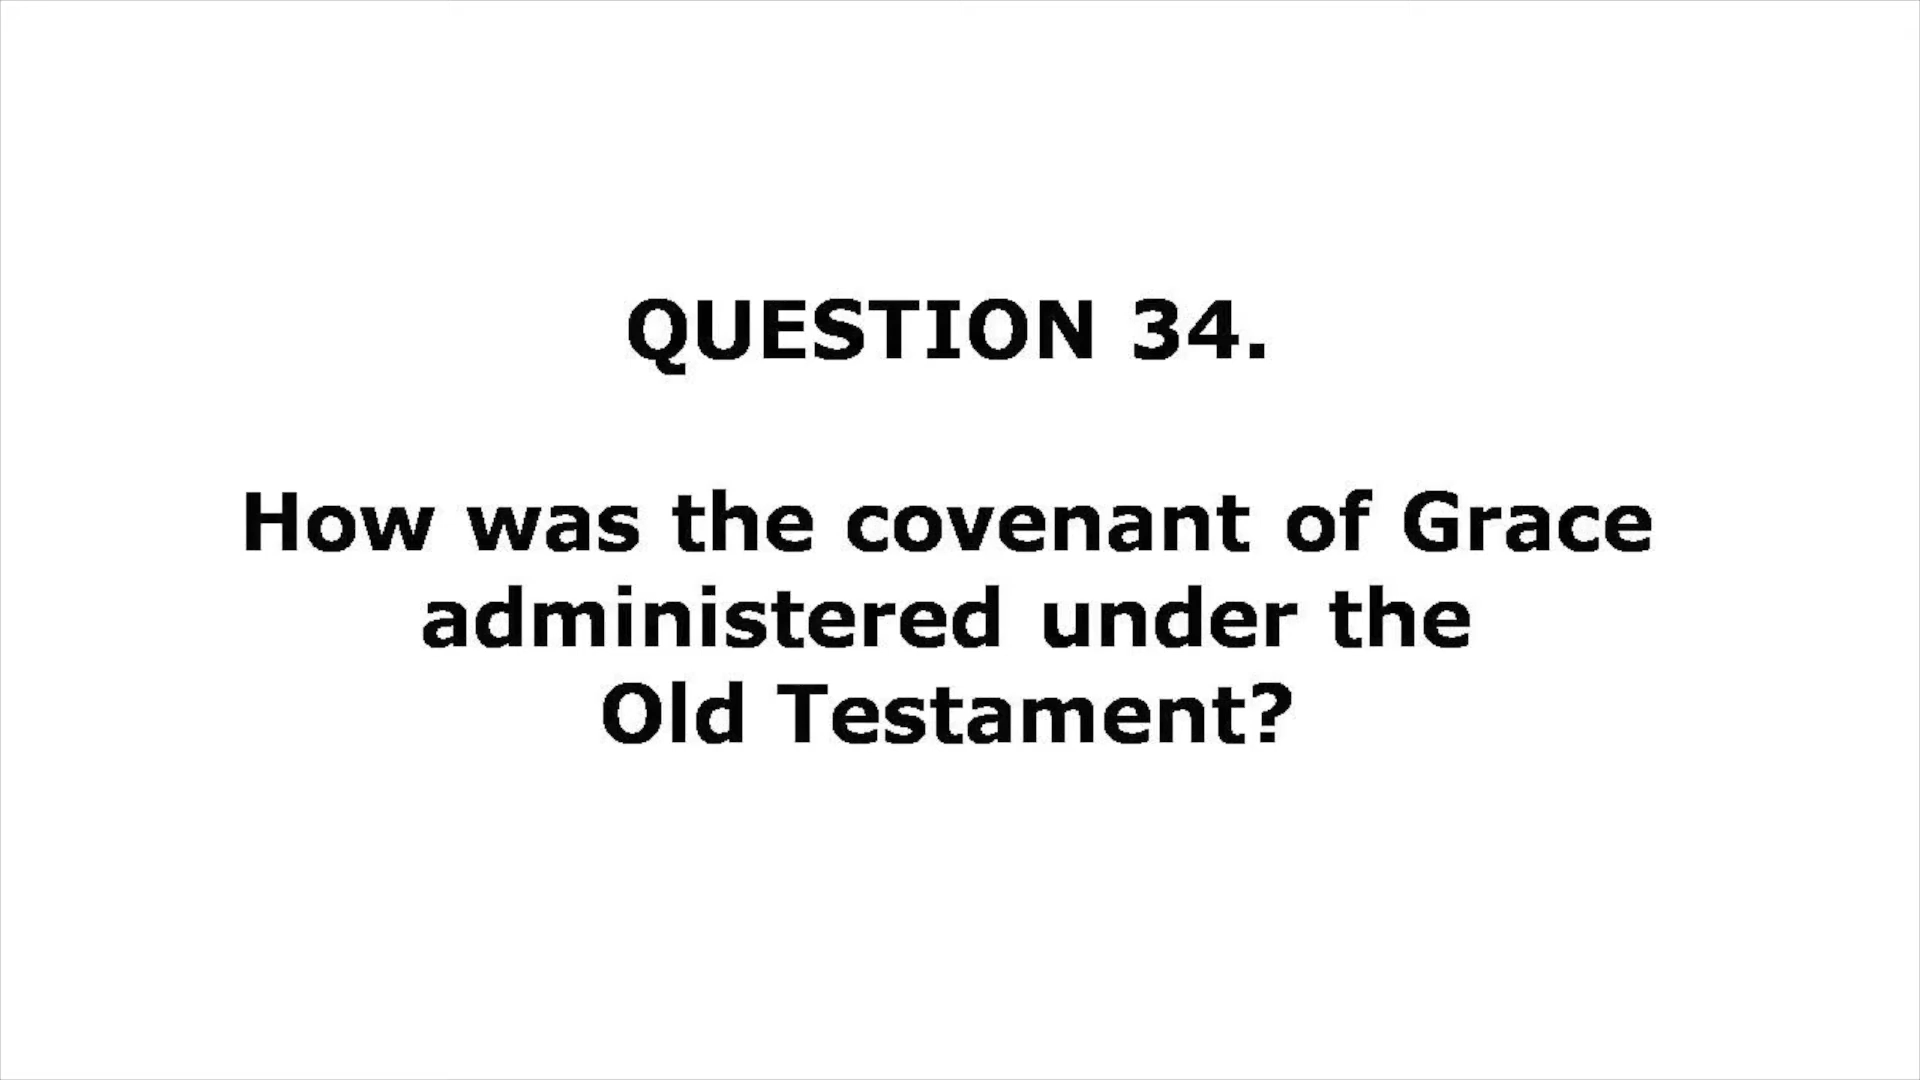 QUESTION 34.
How was the covenant of Grace
administered under the
Old Testament?